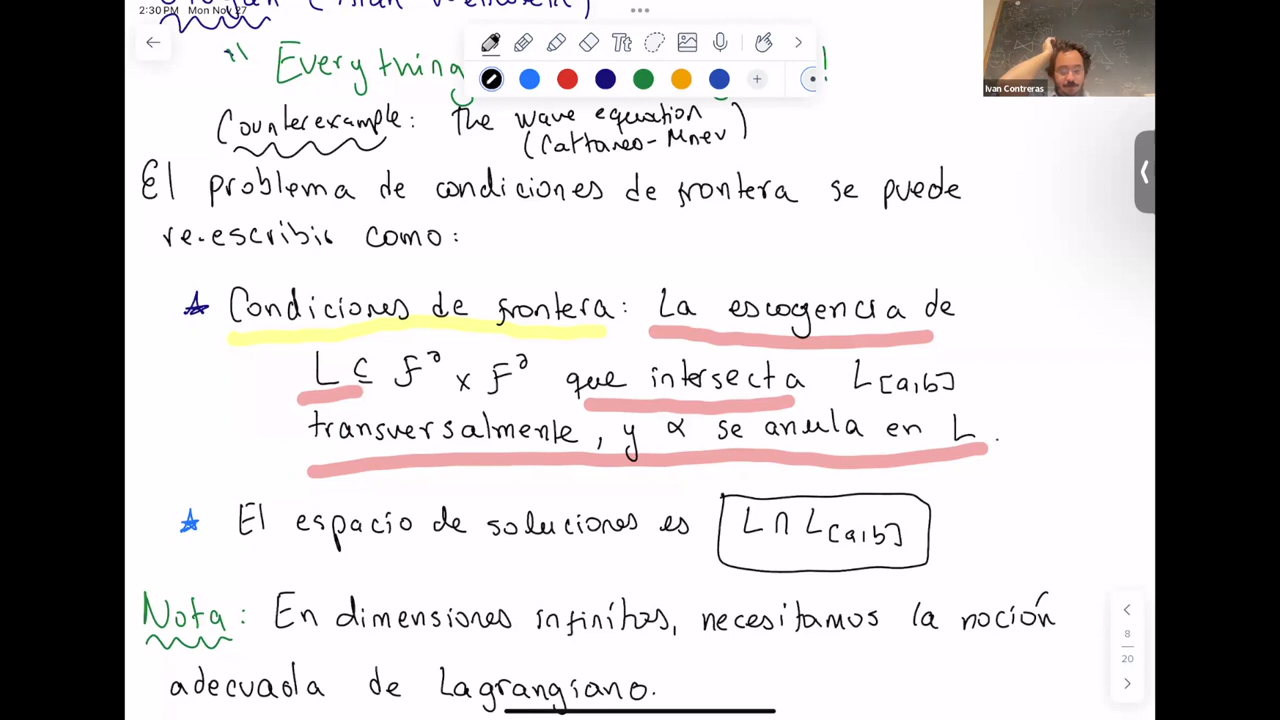 2:30 PM Mon Nov 27
Everything
Ivan Contreras
Counterexample: The wave equation
(Cattaneo-Mnev)
El problema de condiciones de frontera se puede
re-escribir como:
Condiciones de frontera: La escogencia de
L ⊆ F^∂ x F^∂ que intersecta L[a,b]
transversalmente, y α se anula en L.
El espacio de soluciones es L ∩ L[a,b]
8
20
Nota: En dimensiones infinitas, necesitamos la noción
adecuada de Lagrangiano.